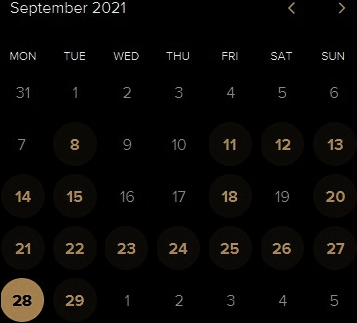 September 2021
MON TUE WED THU FRI SAT SUN
31 1 2 3 4 5 6
7 8 9 10 11 12 13
14 15 16 17 18 19 20
21 22 23 24 25 26 27
28 29 1 2 3 4 5